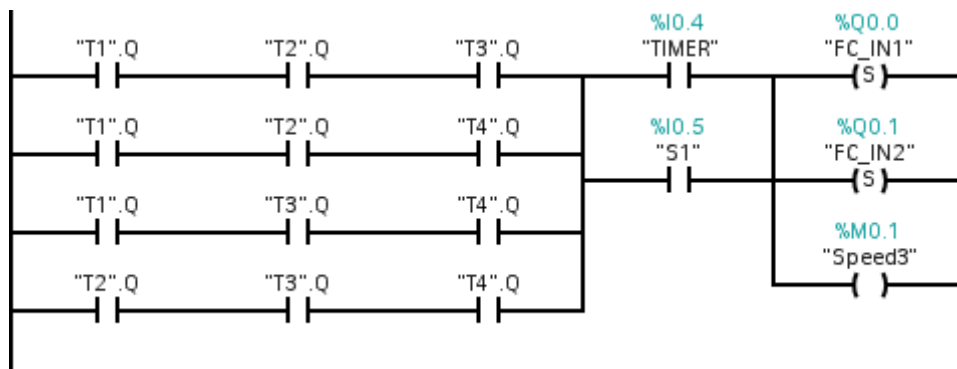 %I0.4 %Q0.0
"T1".Q "T2".Q "T3".Q "TIMER" "FC_IN1"
(S)
"T1".Q "T2".Q "T4".Q %I0.5 %Q0.1
"S1" "FC_IN2"
(S)
"T1".Q "T3".Q "T4".Q %M0.1
"Speed3"
( )
"T2".Q "T3".Q "T4".Q